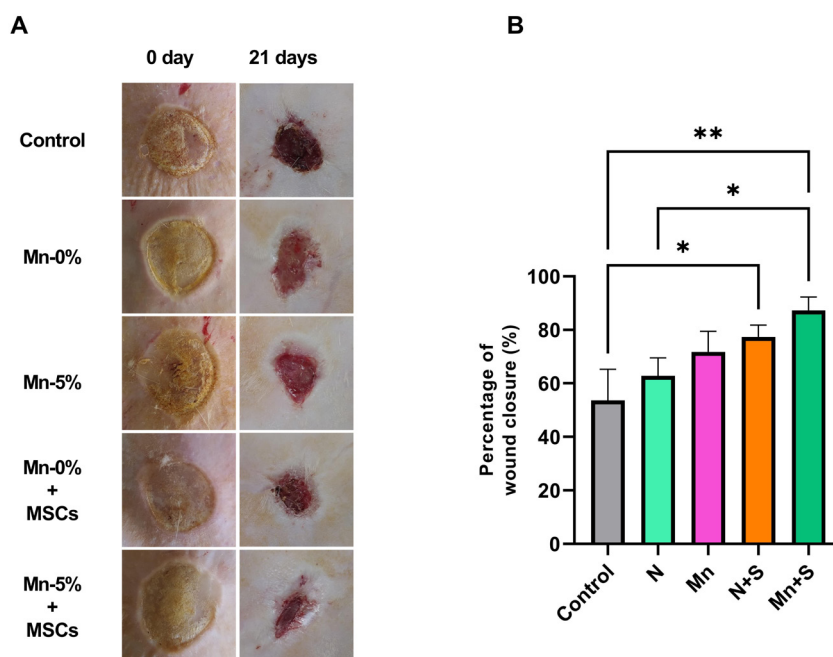 A
0 day 21 days
Control
Mn-0%
Mn-5%
Mn-0%
+
MSCs
Mn-5%
+
MSCs
B
**
*
*
Percentage of
wound closure (%)
100
80
60
40
20
0
Control N Mn N+S Mn+S